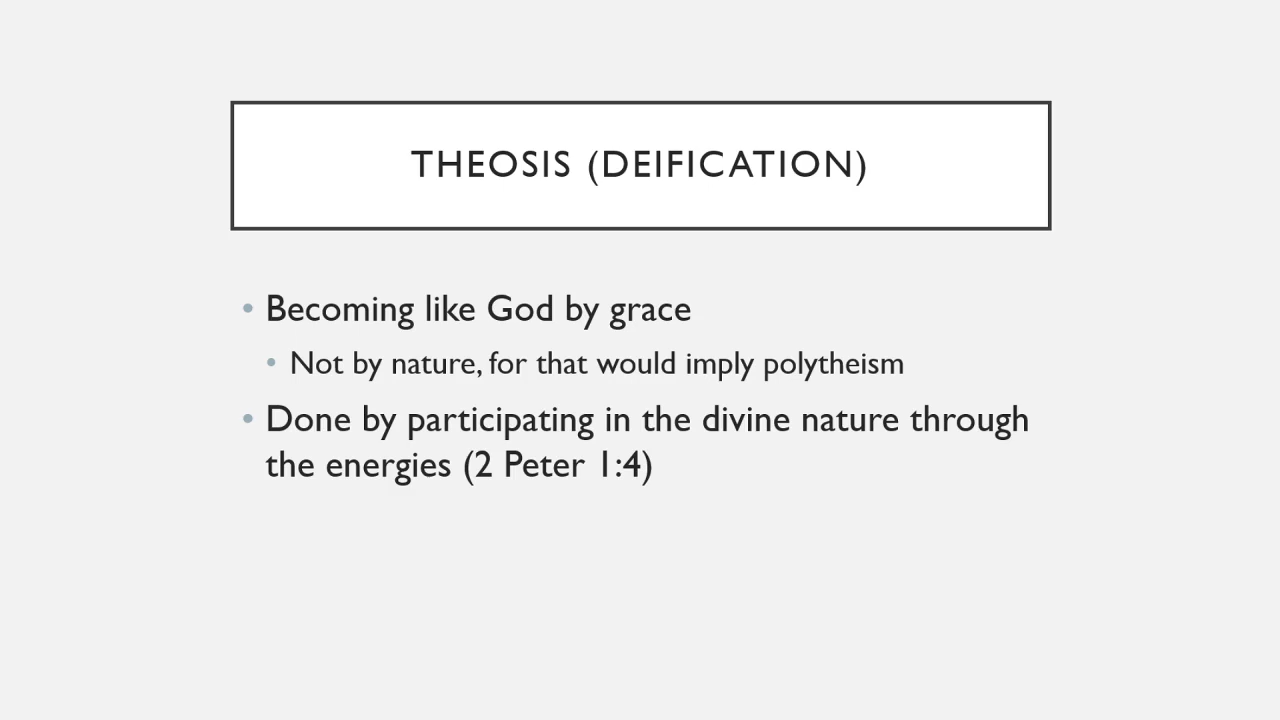 THEOSIS (DEIFICATION)
• Becoming like God by grace
• Not by nature, for that would imply polytheism
• Done by participating in the divine nature through
the energies (2 Peter 1:4)